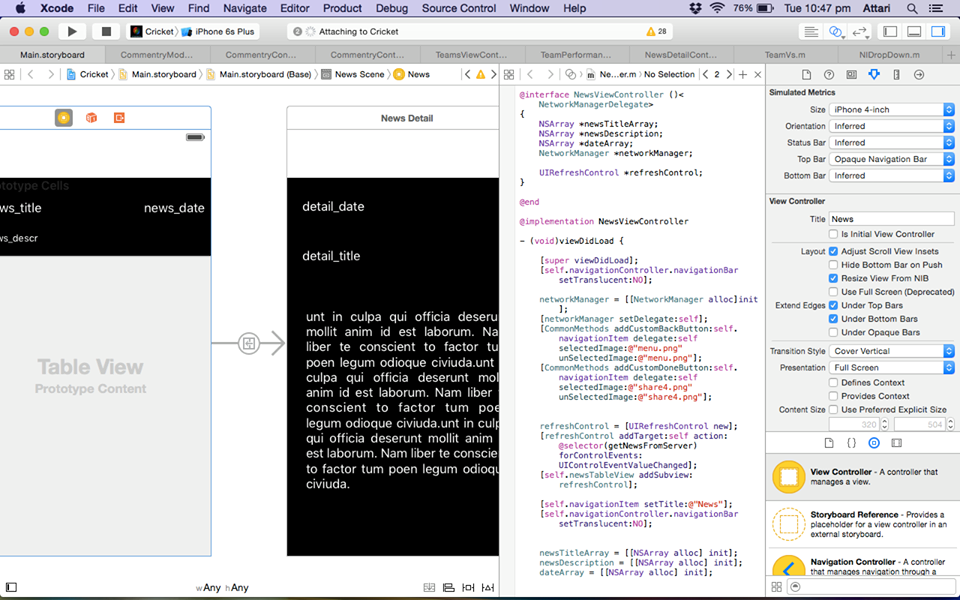 Xcode File Edit View Find Navigate Editor Product Debug Source Control Window Help 76% Tue 10:47 pm Attari
Cricket iPhone 6s Plus 2 Attaching to Cricket 28
Main.storyboard CommentryMod... CommentryCon... CommentryCont... TeamsViewCont... TeamPerforman... NewsDetailCont... TeamVs.m NIDropDown.m
Cricket Main.storyboard Main.storyboard (Base) News Scene News Ne...er.m No Selection 2
News Detail
ototype Cells
ws_title news_date
ws_descr
Table View
Prototype Content
detail_date
detail_title
unt in culpa qui officia deseru
mollit anim id est laborum. Na
liber te conscient to factor tu
poen legum odioque civiuda.unt i
culpa qui officia deserunt mol
anim id est laborum. Nam liber t
conscient to factor tum poe
legum odioque civiuda.unt in culp
qui officia deserunt mollit anim i
est laborum. Nam liber te conscie
to factor tum poen legum odioqu
civiuda.
wAny hAny
@interface NewsViewController ()<
NetworkManagerDelegate>
{
NSArray *newsTitleArray;
NSArray *newsDescription;
NSArray *dateArray;
NetworkManager *networkManager;
UIRefreshControl *refreshControl;
}
@end
@implementation NewsViewController
- (void)viewDidLoad {
[super viewDidLoad];
[self.navigationController.navigationBar
setTranslucent:NO];
networkManager = [[NetworkManager alloc]init
];
[networkManager setDelegate:self];
[CommonMethods addCustomBackButton:self.
navigationItem delegate:self
selectedImage:@"menu.png"
unSelectedImage:@"menu.png"];
[CommonMethods addCustomDoneButton:self.
navigationItem delegate:self
selectedImage:@"share4.png"
unSelectedImage:@"share4.png"];
refreshControl = [UIRefreshControl new];
[refreshControl addTarget:self action:
@selector(getNewsFromServer)
forControlEvents:
UIControlEventValueChanged];
[self.newsTableView addSubview:
refreshControl];
[self.navigationItem setTitle:@"News"];
[self.navigationController.navigationBar
setTranslucent:NO];
newsTitleArray = [[NSArray alloc] init];
newsDescription = [[NSArray alloc] init];
dateArray = [[NSArray alloc] init];
Simulated Metrics
Size iPhone 4-inch
Orientation Inferred
Status Bar Inferred
Top Bar Opaque Navigation Bar
Bottom Bar Inferred
View Controller
Title News
Is Initial View Controller
Layout Adjust Scroll View Insets
Hide Bottom Bar on Push
Resize View From NIB
Use Full Screen (Deprecated)
Extend Edges Under Top Bars
Under Bottom Bars
Under Opaque Bars
Transition Style Cover Vertical
Presentation Full Screen
Defines Context
Provides Context
Content Size Use Preferred Explicit Size
320 504
View Controller - A controller that
manages a view.
Storyboard Reference - Provides a
placeholder for a view controller in an
external storyboard.
Navigation Controller - A controller
that manages navigation through a